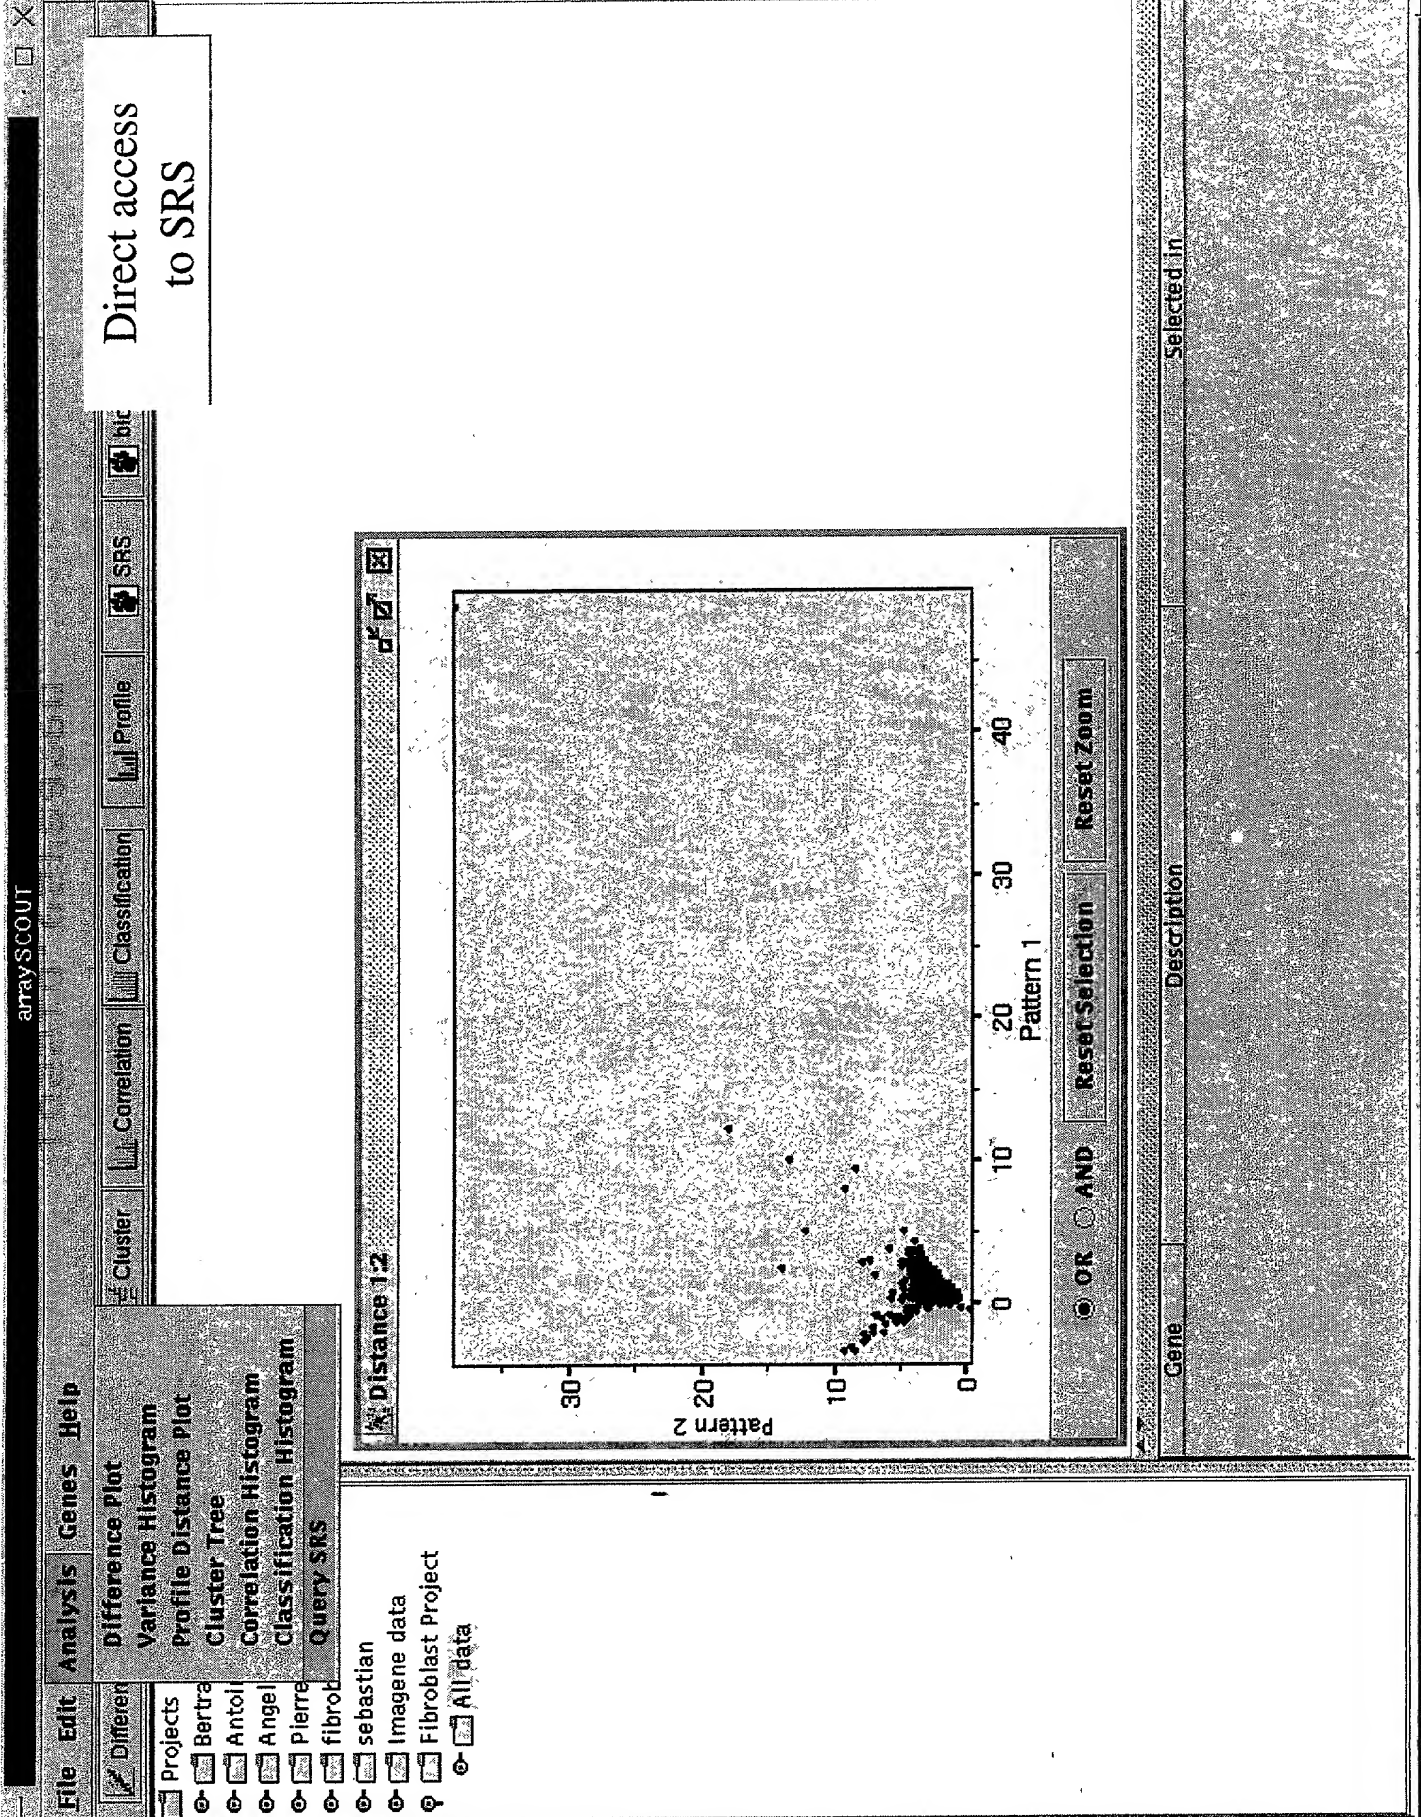 arraySCOUT
File Edit Analysis Genes Help
Differen
Cluster
Correlation
Classification
Profile
SRS
Direct access
to SRS
Difference Plot
Variance Histogram
Profile Distance Plot
Cluster Tree
Correlation Histogram
Classification Histogram
Query SRS
Projects
Bertra
Antoi
Angel
Pierre
fibrob
sebastian
Imagene data
Fibroblast Project
All data
Distance 12
Pattern 2
30
20
10
0
0 10 20 30 40
Pattern 1
OR AND Reset Selection Reset Zoom
Gene Description Selected in